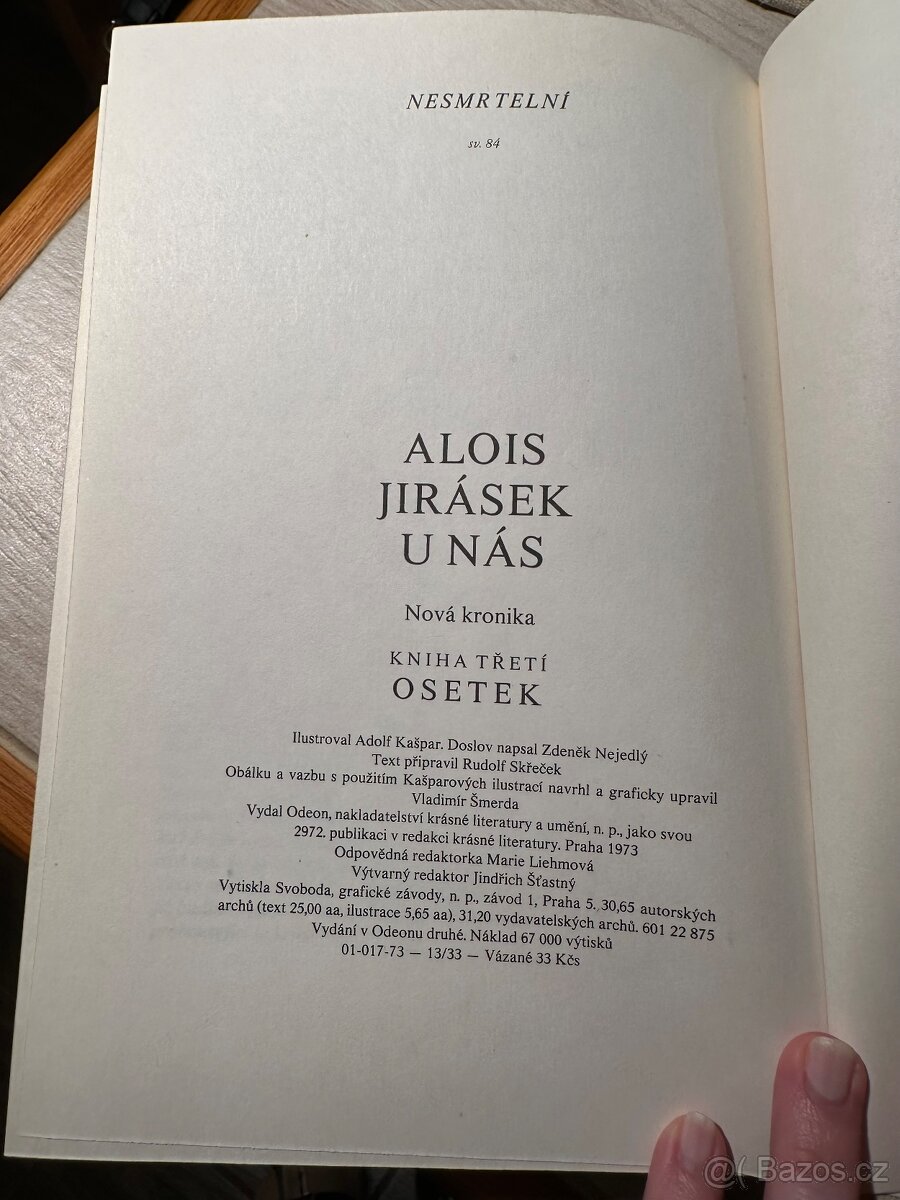 NESMRTELNÍ
sv. 84
ALOIS
JIRÁSEK
U NÁS
Nová kronika
KNIHA TŘETÍ
OSETEK
Ilustroval Adolf Kašpar. Doslov napsal Zdeněk Nejedlý
Text připravil Rudolf Skřeček
Obálku a vazbu s použitím Kašparových ilustrací navrhl a graficky upravil
Vladimír Šmerda
Vydal Odeon, nakladatelství krásné literatury a umění, n. p., jako svou
2972. publikaci v redakci krásné literatury. Praha 1973
Odpovědná redaktorka Marie Liehmová
Výtvarný redaktor Jindřich Šťastný
Vytiskla Svoboda, grafické závody, n. p., závod 1, Praha 5. 30,65 autorských
archů (text 25,00 aa, ilustrace 5,65 aa), 31,20 vydavatelských archů. 601 22 875
Vydání v Odeonu druhé. Náklad 67 000 výtisků
01-017-73 — 13/33 — Vázané 33 Kčs
@( Bazos.cz